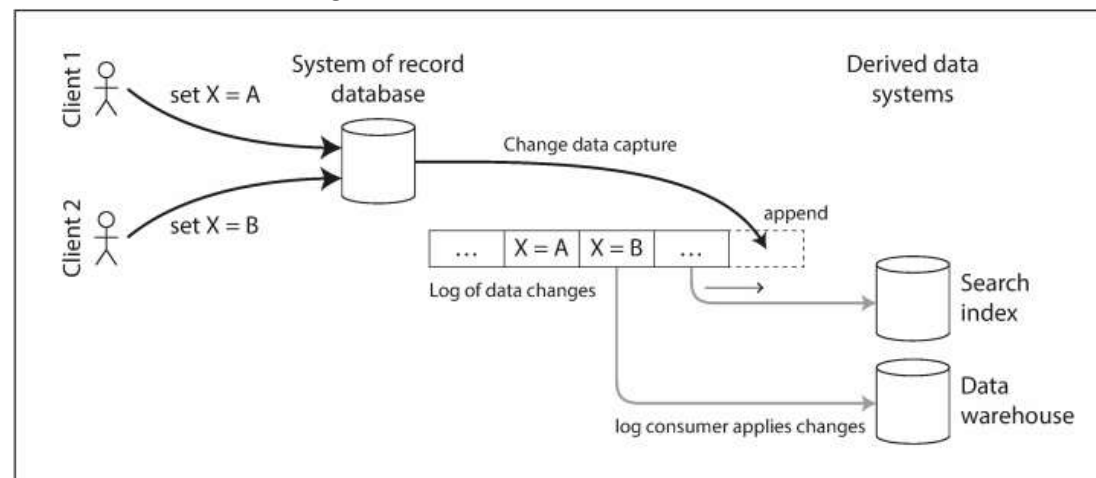 Client 1
set X = A
System of record
database
Derived data
systems
Change data capture
Client 2
set X = B
append
...
X = A
X = B
...
Log of data changes
Search
index
Data
warehouse
log consumer applies changes